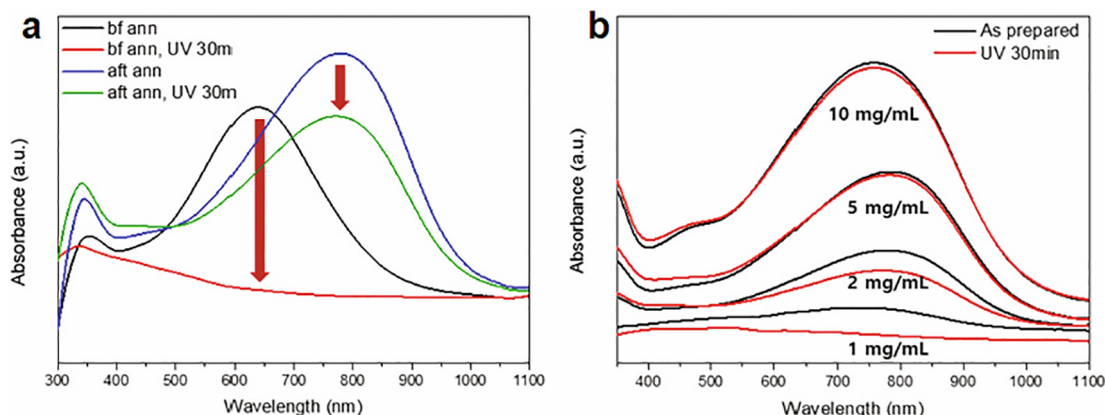 a
bf ann
bf ann, UV 30m
aft ann
aft ann, UV 30m
Absorbance (a.u.)
300 400 500 600 700 800 900 1000 1100
Wavelength (nm)
b
As prepared
UV 30min
10 mg/mL
5 mg/mL
2 mg/mL
1 mg/mL
Absorbance (a.u.)
400 500 600 700 800 900 1000 1100
Wavelength (nm)